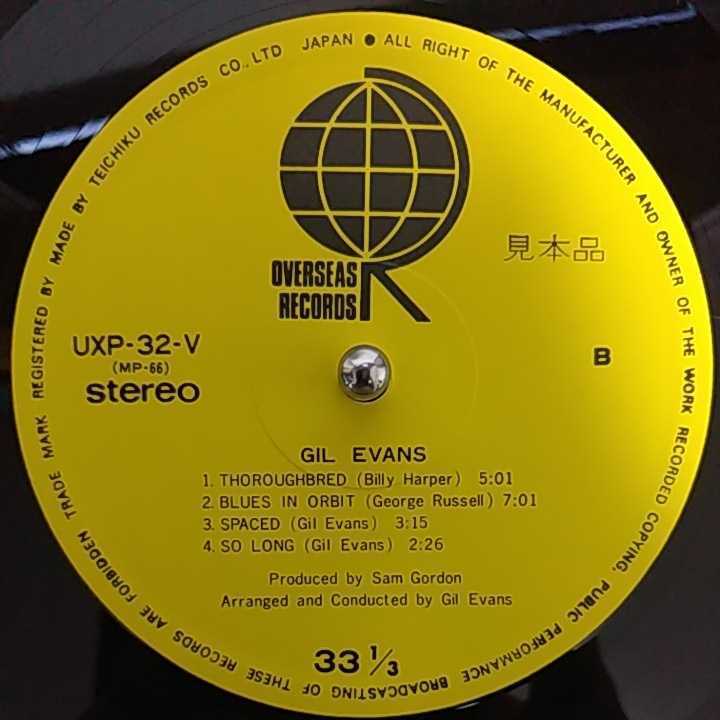 REGISTERED BY MADE BY TEICHIKU RECORDS CO.,LTD JAPAN ● ALL RIGHT OF THE MANUFACTURER AND OWNER OF THE WORK RECORDED COPYING, PUBLIC PERFORMANCE BROADCASTING OF THESE RECORDS ARE FORBIDDEN TRADE MARK
OVERSEAS
RECORDS
見本品
UXP-32-V
(MP-66)
stereo
B
GIL EVANS
1. THOROUGHBRED (Billy Harper) 5:01
2. BLUES IN ORBIT (George Russell) 7:01
3. SPACED (Gil Evans) 3:15
4. SO LONG (Gil Evans) 2:26
Produced by Sam Gordon
Arranged and Conducted by Gil Evans
33 1/3